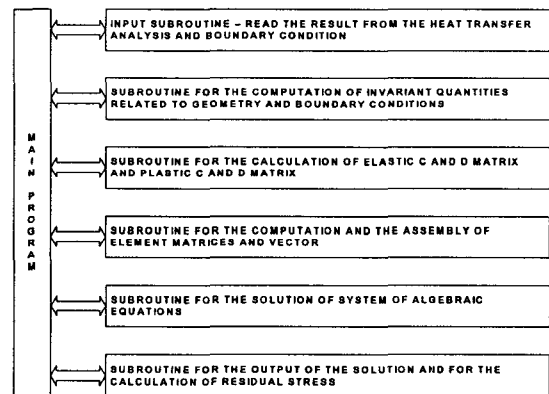 MAIN PROGRAM
INPUT SUBROUTINE – READ THE RESULT FROM THE HEAT TRANSFER
ANALYSIS AND BOUNDARY CONDITION
SUBROUTINE FOR THE COMPUTATION OF INVARIANT QUANTITIES
RELATED TO GEOMETRY AND BOUNDARY CONDITIONS
SUBROUTINE FOR THE CALCULATION OF ELASTIC C AND D MATRIX
AND PLASTIC C AND D MATRIX
SUBROUTINE FOR THE COMPUTATION AND THE ASSEMBLY OF
ELEMENT MATRICES AND VECTOR
SUBROUTINE FOR THE SOLUTION OF SYSTEM OF ALGEBRAIC
EQUATIONS
SUBROUTINE FOR THE OUTPUT OF THE SOLUTION AND FOR THE
CALCULATION OF RESIDUAL STRESS